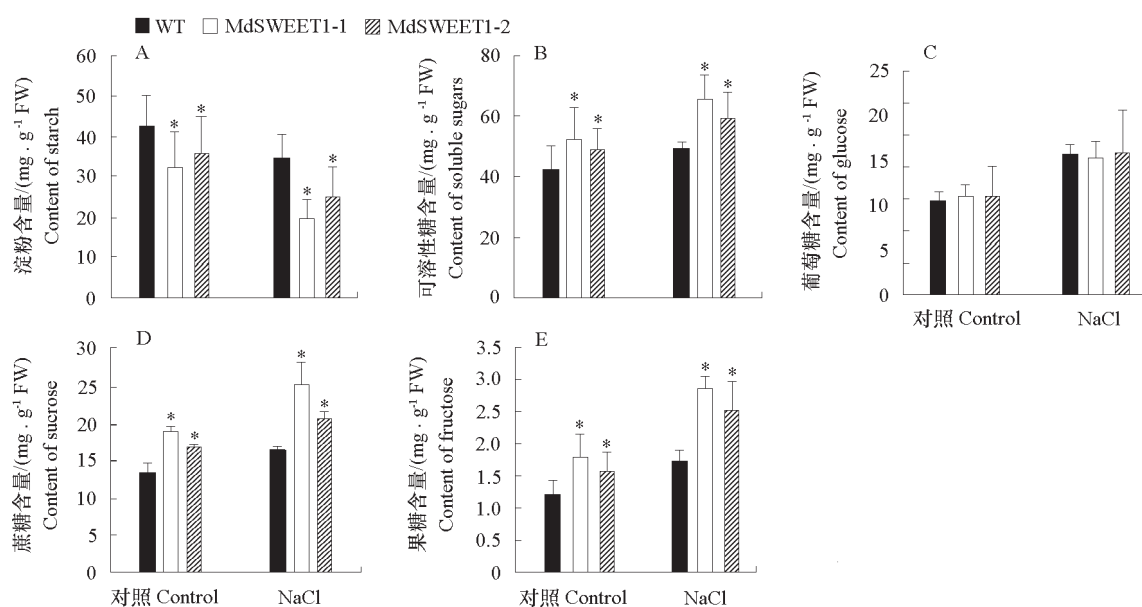 WT MdSWEET1-1 MdSWEET1-2
A
淀粉含量/(mg·g⁻¹ FW)
Content of starch
60
50
40
30
20
10
0
*
*
*
*
B
可溶性糖含量/(mg·g⁻¹ FW)
Content of soluble sugars
80
60
40
20
0
*
*
*
*
C
葡萄糖含量/(mg·g⁻¹ FW)
Content of glucose
25
20
15
10
5
0
对照 Control
NaCl
D
蔗糖含量/(mg·g⁻¹ FW)
Content of sucrose
30
25
20
15
10
5
0
*
*
*
*
对照 Control
NaCl
E
果糖含量/(mg·g⁻¹ FW)
Content of fructose
3.5
3.0
2.5
2.0
1.5
1.0
0.5
0
*
*
*
*
对照 Control
NaCl